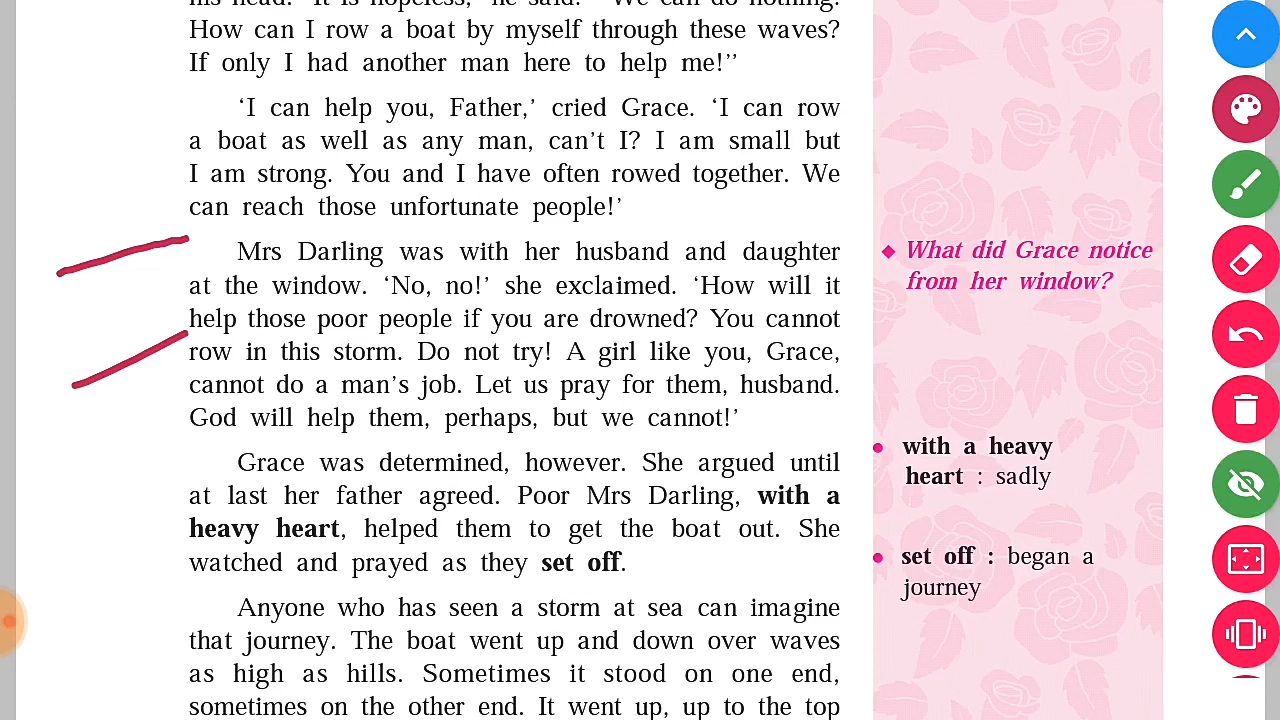 his head. 'It is hopeless,' he said. 'We can do nothing.
How can I row a boat by myself through these waves?
If only I had another man here to help me!''
‘I can help you, Father,’ cried Grace. ‘I can row
a boat as well as any man, can’t I? I am small but
I am strong. You and I have often rowed together. We
can reach those unfortunate people!’
Mrs Darling was with her husband and daughter
at the window. ‘No, no!’ she exclaimed. ‘How will it
help those poor people if you are drowned? You cannot
row in this storm. Do not try! A girl like you, Grace,
cannot do a man’s job. Let us pray for them, husband.
God will help them, perhaps, but we cannot!’
Grace was determined, however. She argued until
at last her father agreed. Poor Mrs Darling, with a
heavy heart, helped them to get the boat out. She
watched and prayed as they set off.
Anyone who has seen a storm at sea can imagine
that journey. The boat went up and down over waves
as high as hills. Sometimes it stood on one end,
sometimes on the other end. It went up, up to the top
◆ What did Grace notice
from her window?
• with a heavy
heart : sadly
• set off : began a
journey